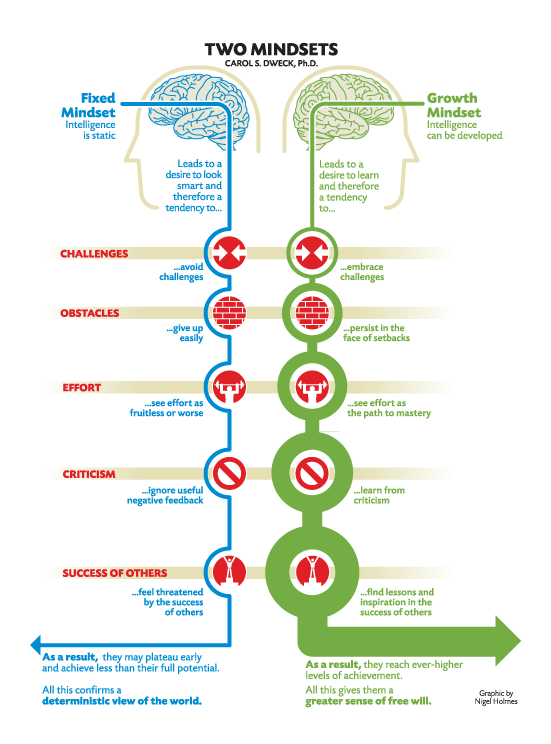 TWO MINDSETS
CAROL S. DWECK, Ph.D.
Fixed
Mindset
Intelligence
is static
Growth
Mindset
Intelligence
can be developed
Leads to a
desire to look
smart and
therefore a
tendency to...
Leads to a
desire to learn
and therefore
a tendency
to...
CHALLENGES
...avoid
challenges
...embrace
challenges
OBSTACLES
...give up
easily
...persist in the
face of setbacks
EFFORT
...see effort as
fruitless or worse
...see effort as
the path to mastery
CRITICISM
...ignore useful
negative feedback
...learn from
criticism
SUCCESS OF OTHERS
...feel threatened
by the success
of others
...find lessons and
inspiration in the
success of others
As a result, they may plateau early
and achieve less than their full potential.
All this confirms a
deterministic view of the world.
As a result, they reach ever-higher
levels of achievement.
All this gives them a
greater sense of free will.
Graphic by
Nigel Holmes